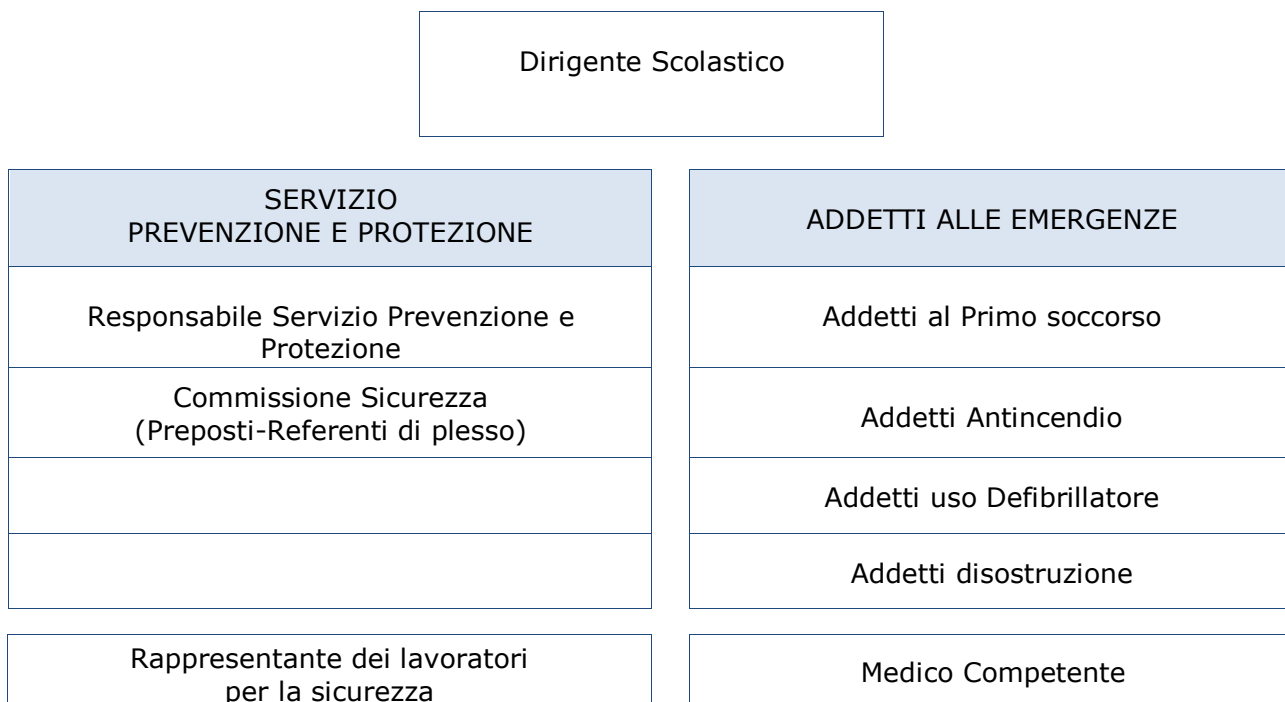 Dirigente Scolastico
SERVIZIO
PREVENZIONE E PROTEZIONE
Responsabile Servizio Prevenzione e
Protezione
Commissione Sicurezza
(Preposti-Referenti di plesso)
ADDETTI ALLE EMERGENZE
Addetti al Primo soccorso
Addetti Antincendio
Addetti uso Defibrillatore
Addetti disostruzione
Rappresentante dei lavoratori
per la sicurezza
Medico Competente